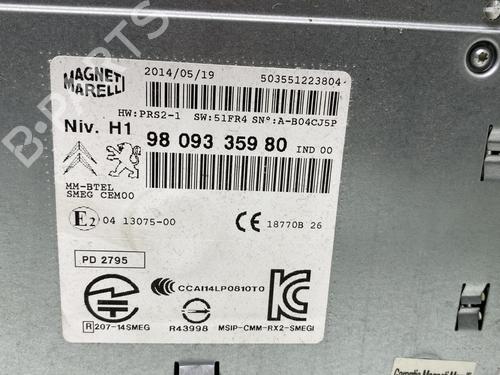 MAGNETI MARELLI
2014/05/19 503551223804
HW:PRS2-1 SW:51FR4 SN°:A-B04CJ5P
Niv. H1
98 093 359 80 IND 00
MM-BTEL
SMEG CEM00
E2 04 13075-00
CE 18770B 26
PD 2795
CCAI14LP0810T0
R 207-14SMEG
R43998
MSIP-CMM-RX2-SMEGI
B-Parts